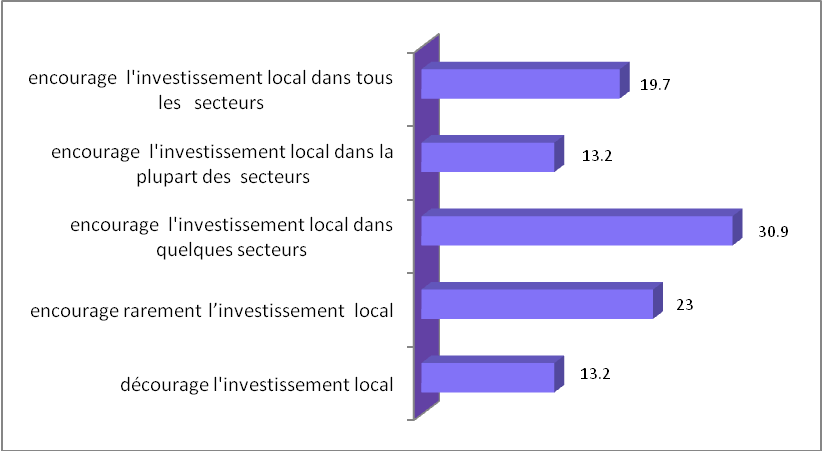 encourage l'investissement local dans tous
les secteurs
19.7
encourage l'investissement local dans la
plupart des secteurs
13.2
encourage l'investissement local dans
quelques secteurs
30.9
encourage rarement l’investissement local
23
décourage l'investissement local
13.2